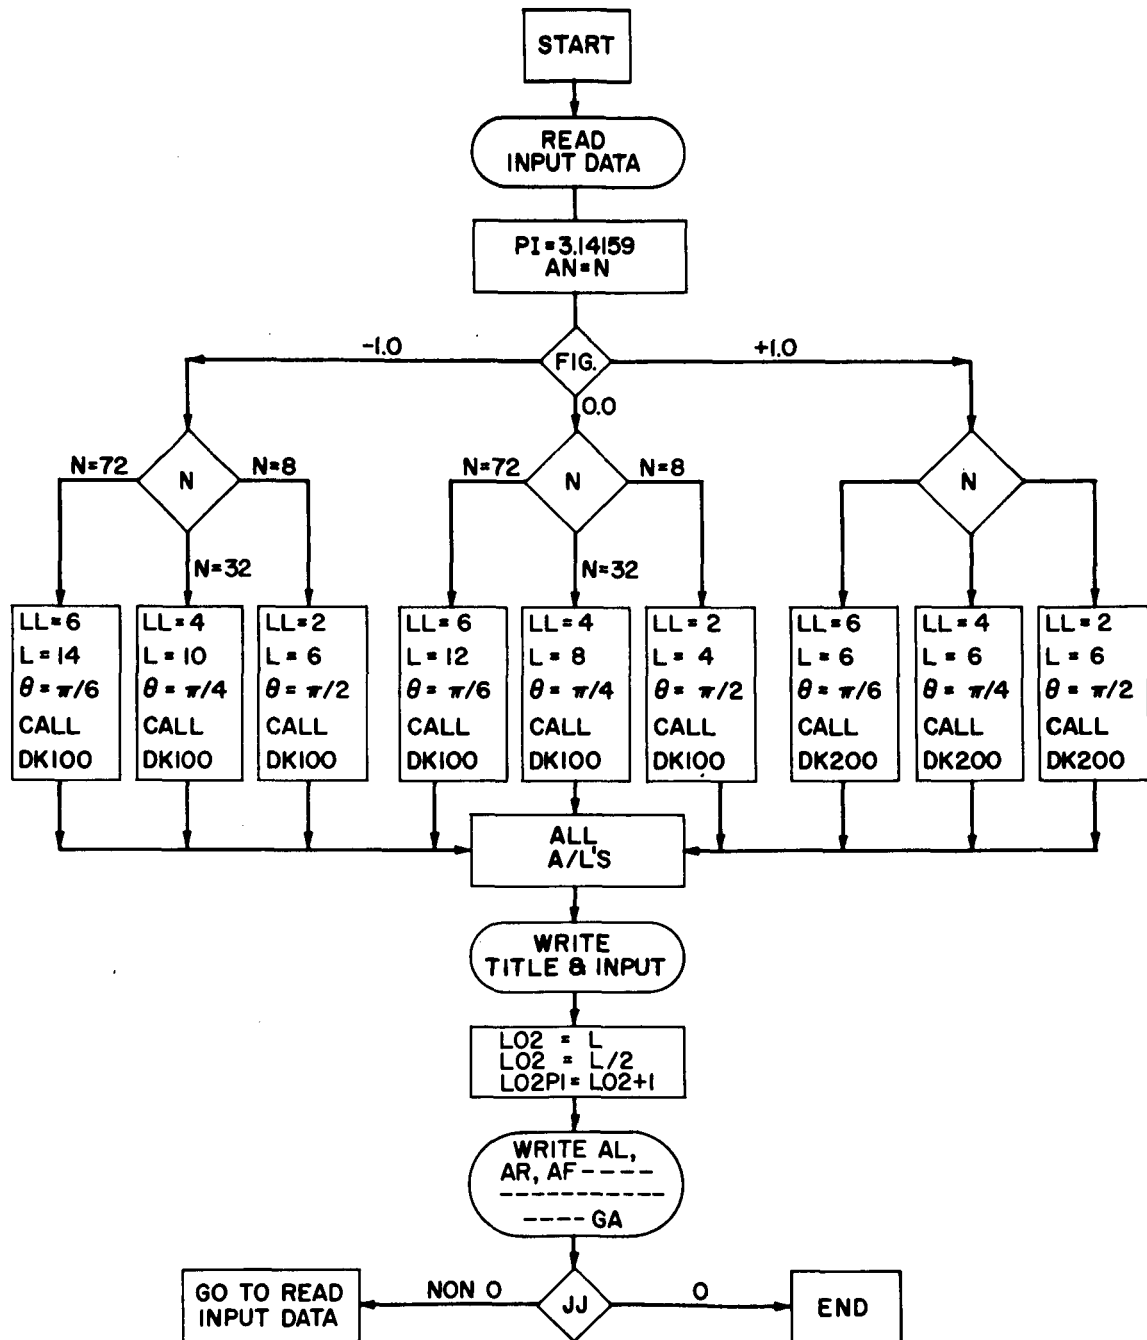 START
READ
INPUT DATA
PI=3.14159
AN=N
-1.0
FIG.
+1.0
0.0
N=72
N
N=8
N=32
N=72
N
N=8
N=32
N
LL=6
L=14
θ=π/6
CALL
DK100
LL=4
L=10
θ=π/4
CALL
DK100
LL=2
L=6
θ=π/2
CALL
DK100
LL=6
L=12
θ=π/6
CALL
DK100
LL=4
L=8
θ=π/4
CALL
DK100
LL=2
L=4
θ=π/2
CALL
DK100
LL=6
L=6
θ=π/6
CALL
DK200
LL=4
L=6
θ=π/4
CALL
DK200
LL=2
L=6
θ=π/2
CALL
DK200
ALL
A/L'S
WRITE
TITLE & INPUT
LO2 = L
LO2 = L/2
LO2PI=LO2+1
WRITE AL,
AR, AF ----
-----------
---- GA
GO TO READ
INPUT DATA
NON 0
JJ
0
END